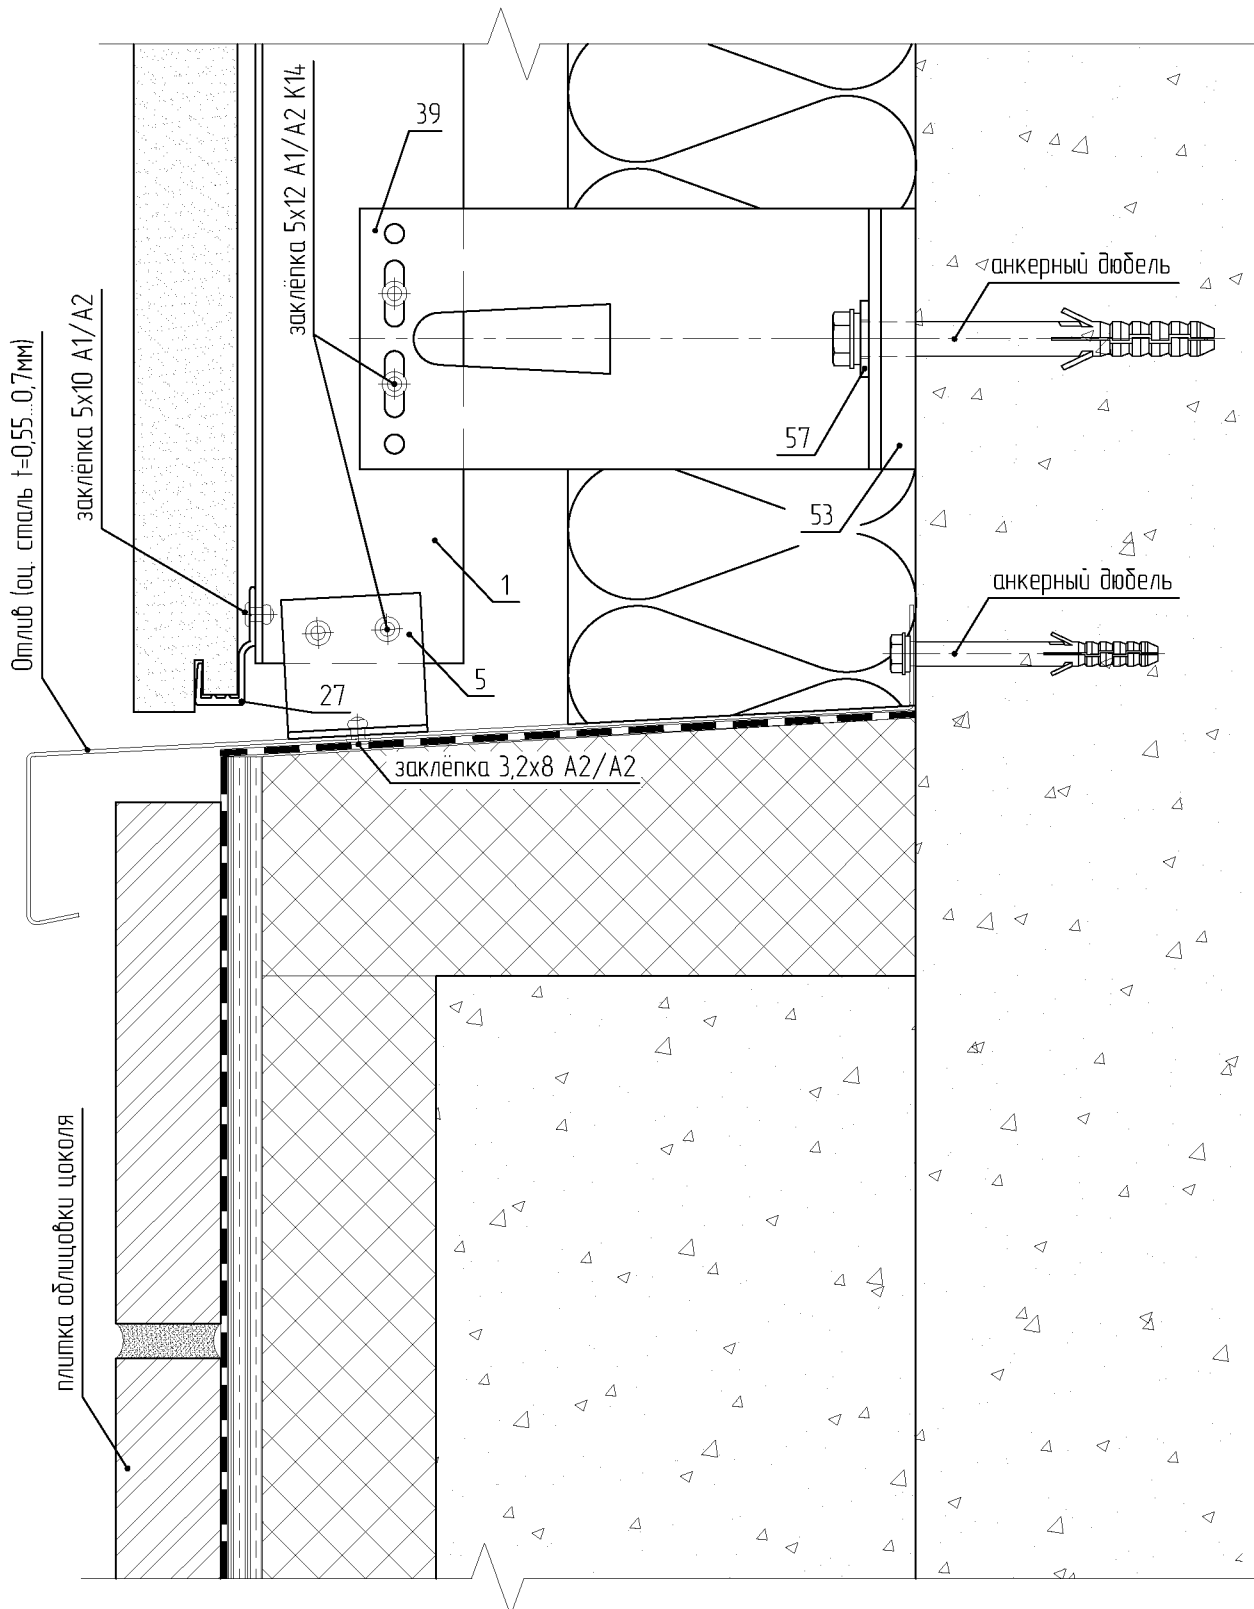 Отлив (оц. сталь t=0,55...0,7мм)
заклёпка 5х10 А1/А2
заклёпка 5х12 А1/А2 К14
39
анкерный дюбель
57
53
1
анкерный дюбель
5
27
заклёпка 3,2х8 А2/А2
плитка облицовки цоколя